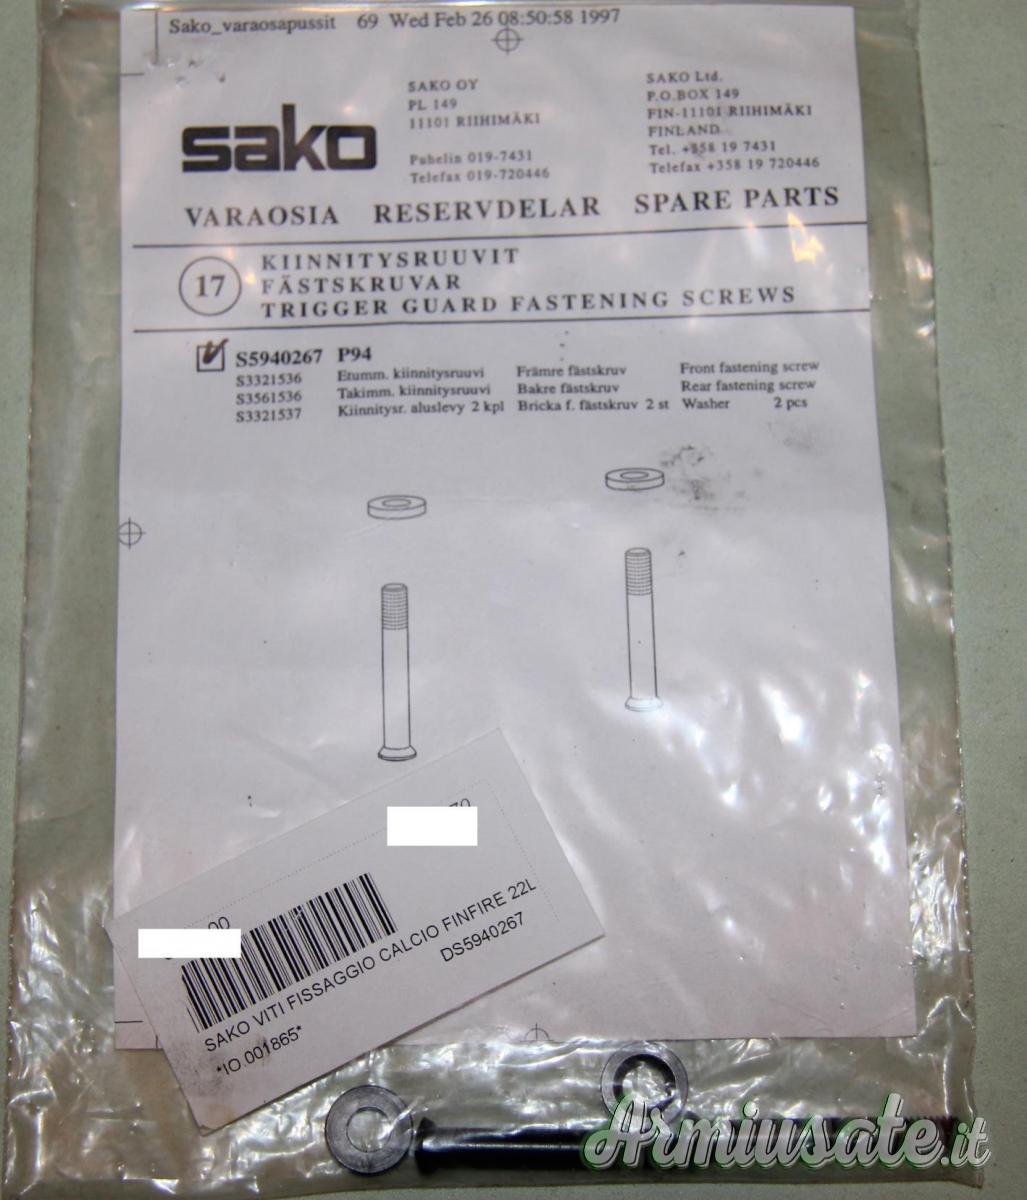 Sako_varaosapussit 69 Wed Feb 26 08:50:58 1997
sako
SAKO OY
PL 149
11101 RIIHIMÄKI
Puhelin 019-7431
Telefax 019-720446
SAKO Ltd.
P.O.BOX 149
FIN-11101 RIIHIMÄKI
FINLAND
Tel. +358 19 7431
Telefax +358 19 720446
VARAOSIA RESERVDELAR SPARE PARTS
17
KIINNITYSRUUVIT
FÄSTSKRUVAR
TRIGGER GUARD FASTENING SCREWS
S5940267 P94
S3321536 Etumm. kiinnitysruuvi Främre fästskruv Front fastening screw
S3561536 Takimm. kiinnitysruuvi Bakre fästskruv Rear fastening screw
S3321537 Kiinnitysr. aluslevy 2 kpl Bricka f. fästskruv 2 st Washer 2 pcs
70
00
SAKO VITI FISSAGGIO CALCIO FINFIRE 22L
*IO.001865* DS5940267
Armiusate.it